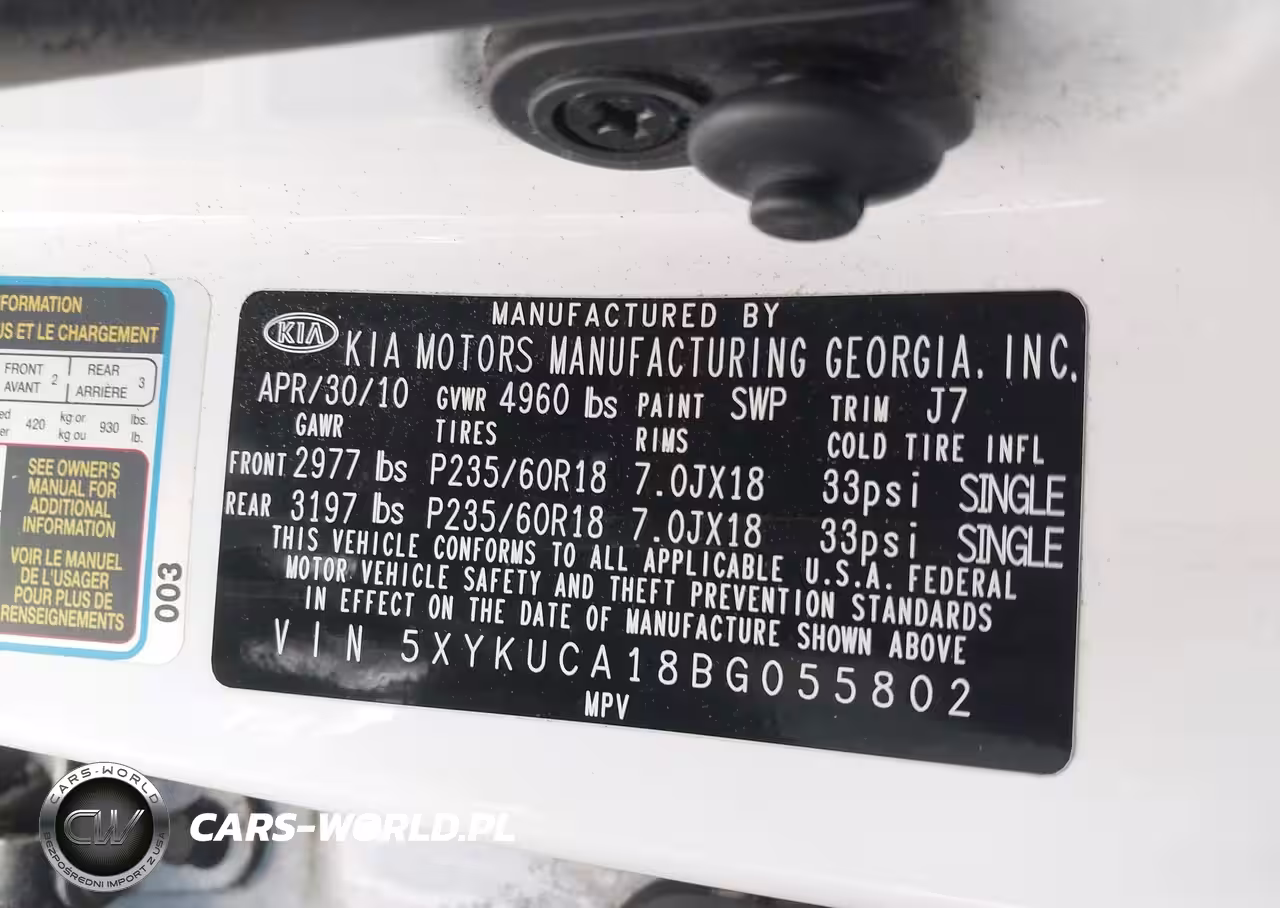 FORMATION
US ET LE CHARGEMENT
FRONT
AVANT 2
REAR
ARRIÈRE 3
420 kg or
kg ou 930 lbs.
lb.
SEE OWNER'S
MANUAL FOR
ADDITIONAL
INFORMATION
VOIR LE MANUEL
DE L'USAGER
POUR PLUS DE
RENSEIGNEMENTS
003
MANUFACTURED BY
KIA KIA MOTORS MANUFACTURING GEORGIA, INC.
APR/30/10 GVWR 4960 lbs PAINT SWP TRIM J7
GAWR TIRES RIMS COLD TIRE INFL
FRONT 2977 lbs P235/60R18 7.0JX18 33psi SINGLE
REAR 3197 lbs P235/60R18 7.0JX18 33psi SINGLE
THIS VEHICLE CONFORMS TO ALL APPLICABLE U.S.A. FEDERAL
MOTOR VEHICLE SAFETY AND THEFT PREVENTION STANDARDS
IN EFFECT ON THE DATE OF MANUFACTURE SHOWN ABOVE
VIN 5XYKUCA18BG055802
MPV
CARS-WORLD
CW
BEZPOŚREDNI IMPORT Z USA
CARS-WORLD.PL